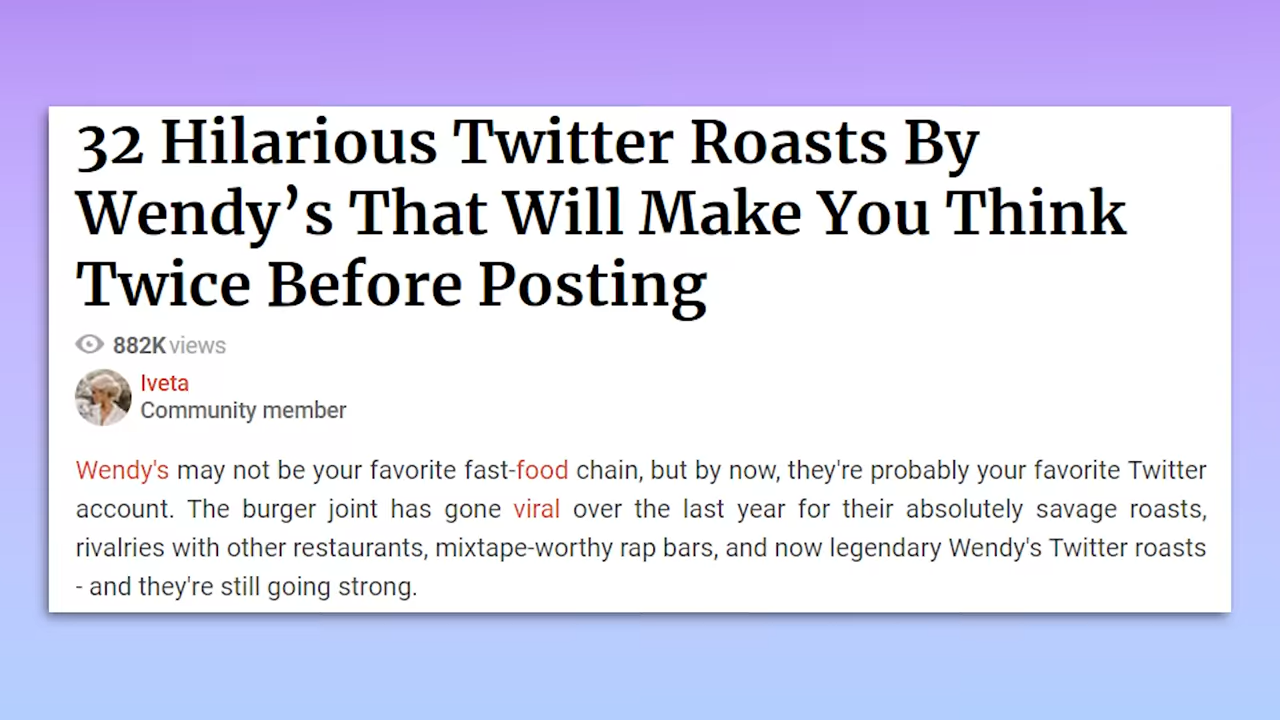 32 Hilarious Twitter Roasts By
Wendy’s That Will Make You Think
Twice Before Posting
882K views
Iveta
Community member
Wendy's may not be your favorite fast-food chain, but by now, they're probably your favorite Twitter
account. The burger joint has gone viral over the last year for their absolutely savage roasts,
rivalries with other restaurants, mixtape-worthy rap bars, and now legendary Wendy's Twitter roasts
- and they're still going strong.